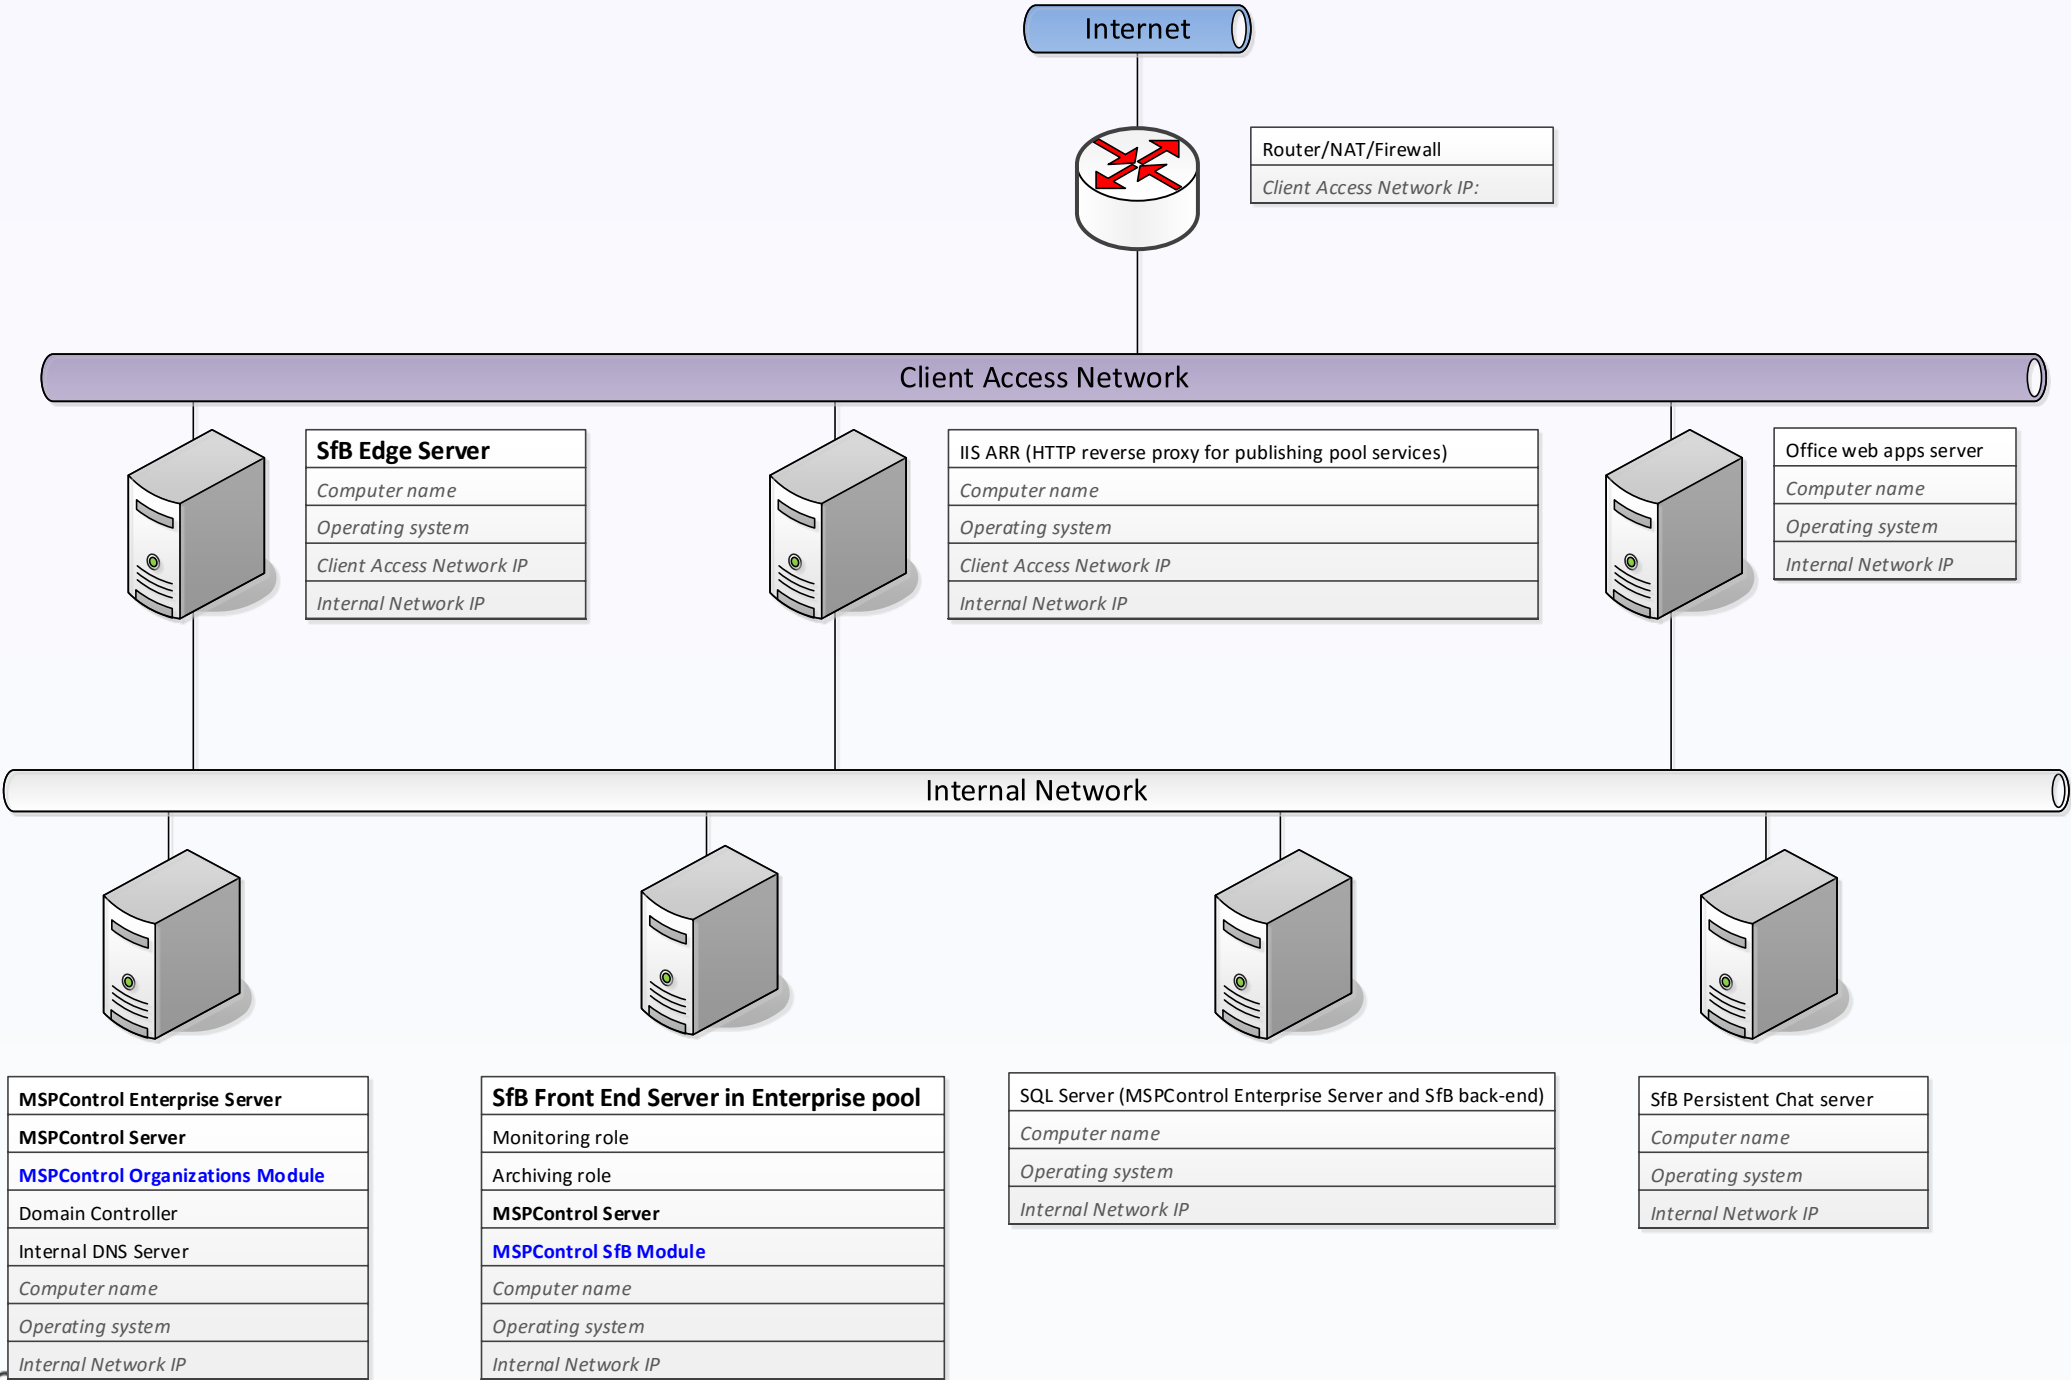 Internet
Router/NAT/Firewall
Client Access Network IP:
Client Access Network
SfB Edge Server
Computer name
Operating system
Client Access Network IP
Internal Network IP
IIS ARR (HTTP reverse proxy for publishing pool services)
Computer name
Operating system
Client Access Network IP
Internal Network IP
Office web apps server
Computer name
Operating system
Internal Network IP
Internal Network
MSPControl Enterprise Server
MSPControl Server
MSPControl Organizations Module
Domain Controller
Internal DNS Server
Computer name
Operating system
Internal Network IP
SfB Front End Server in Enterprise pool
Monitoring role
Archiving role
MSPControl Server
MSPControl SfB Module
Computer name
Operating system
Internal Network IP
SQL Server (MSPControl Enterprise Server and SfB back-end)
Computer name
Operating system
Internal Network IP
SfB Persistent Chat server
Computer name
Operating system
Internal Network IP